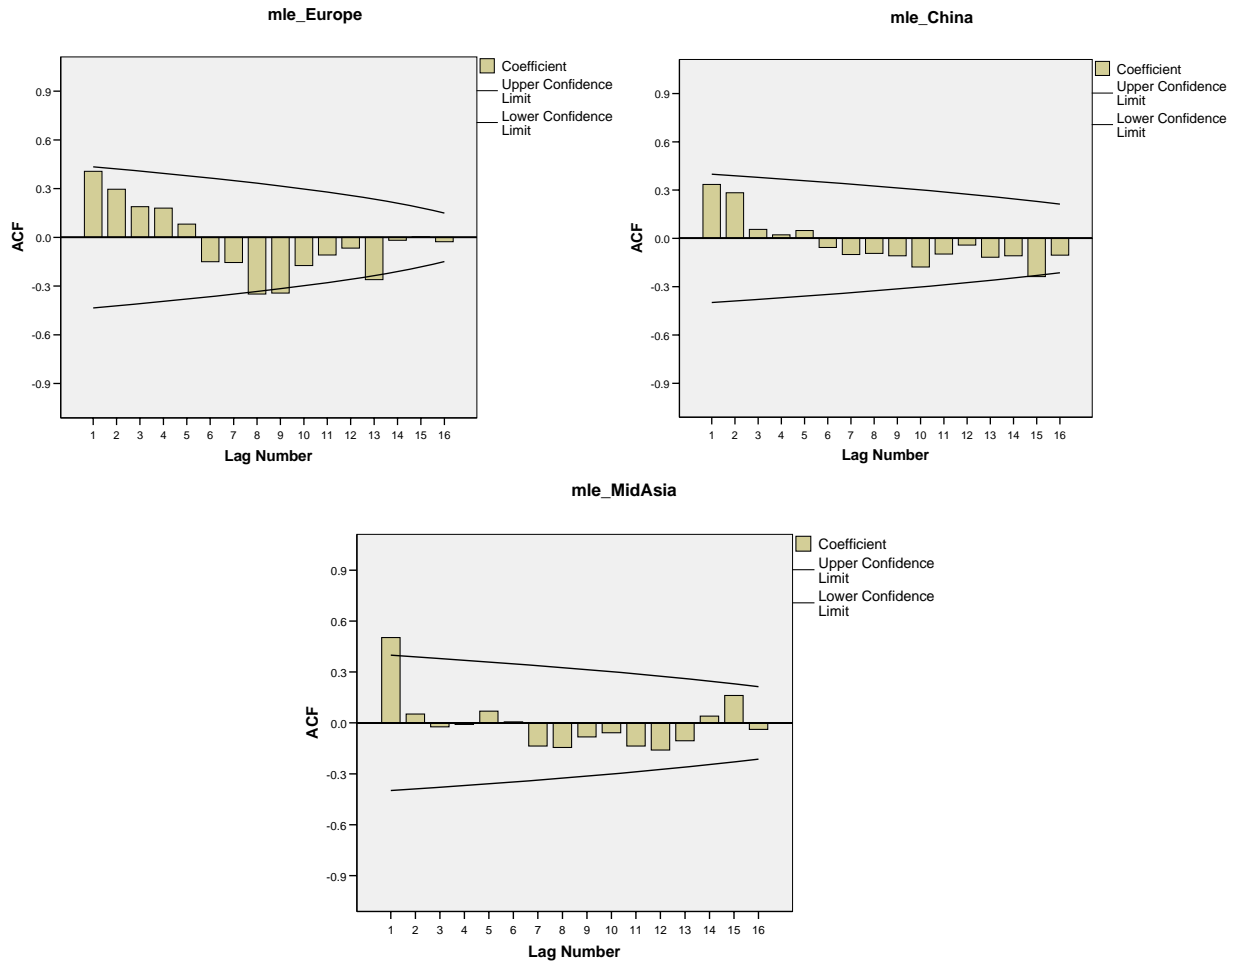 mle_Europe
Coefficient
Upper Confidence
Limit
Lower Confidence
Limit
0.9
0.6
0.3
0.0
-0.3
-0.6
-0.9
ACF
1 2 3 4 5 6 7 8 9 10 11 12 13 14 15 16
Lag Number
mle_China
Coefficient
Upper Confidence
Limit
Lower Confidence
Limit
0.9
0.6
0.3
0.0
-0.3
-0.6
-0.9
ACF
1 2 3 4 5 6 7 8 9 10 11 12 13 14 15 16
Lag Number
mle_MidAsia
Coefficient
Upper Confidence
Limit
Lower Confidence
Limit
0.9
0.6
0.3
0.0
-0.3
-0.6
-0.9
ACF
1 2 3 4 5 6 7 8 9 10 11 12 13 14 15 16
Lag Number